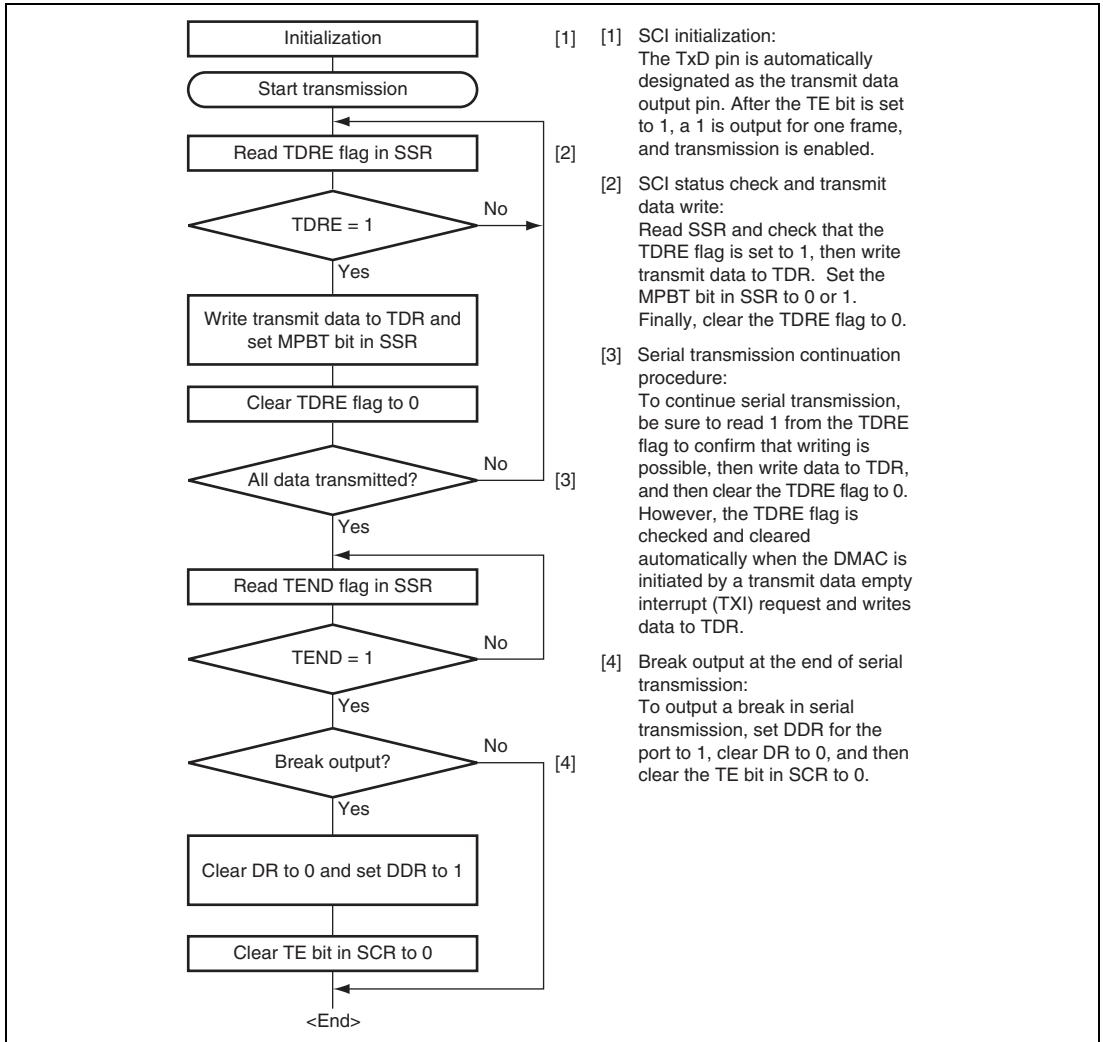 Initialization
[1]
Start transmission
Read TDRE flag in SSR
[2]
TDRE = 1
No
Yes
Write transmit data to TDR and
set MPBT bit in SSR
Clear TDRE flag to 0
All data transmitted?
No
[3]
Yes
Read TEND flag in SSR
TEND = 1
No
Yes
Break output?
No
[4]
Yes
Clear DR to 0 and set DDR to 1
Clear TE bit in SCR to 0
<End>
[1] SCI initialization:
The TxD pin is automatically
designated as the transmit data
output pin. After the TE bit is set
to 1, a 1 is output for one frame,
and transmission is enabled.
[2] SCI status check and transmit
data write:
Read SSR and check that the
TDRE flag is set to 1, then write
transmit data to TDR. Set the
MPBT bit in SSR to 0 or 1.
Finally, clear the TDRE flag to 0.
[3] Serial transmission continuation
procedure:
To continue serial transmission,
be sure to read 1 from the TDRE
flag to confirm that writing is
possible, then write data to TDR,
and then clear the TDRE flag to 0.
However, the TDRE flag is
checked and cleared
automatically when the DMAC is
initiated by a transmit data empty
interrupt (TXI) request and writes
data to TDR.
[4] Break output at the end of serial
transmission:
To output a break in serial
transmission, set DDR for the
port to 1, clear DR to 0, and then
clear the TE bit in SCR to 0.